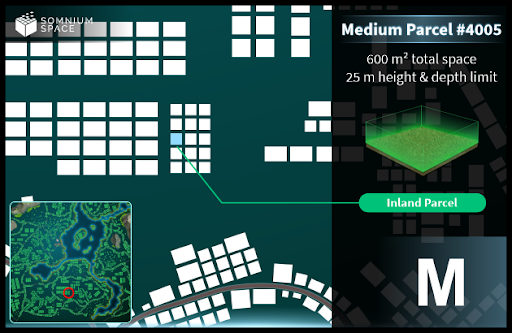 SOMNIUM
SPACE
Medium Parcel #4005
600 m² total space
25 m height & depth limit
Inland Parcel
M